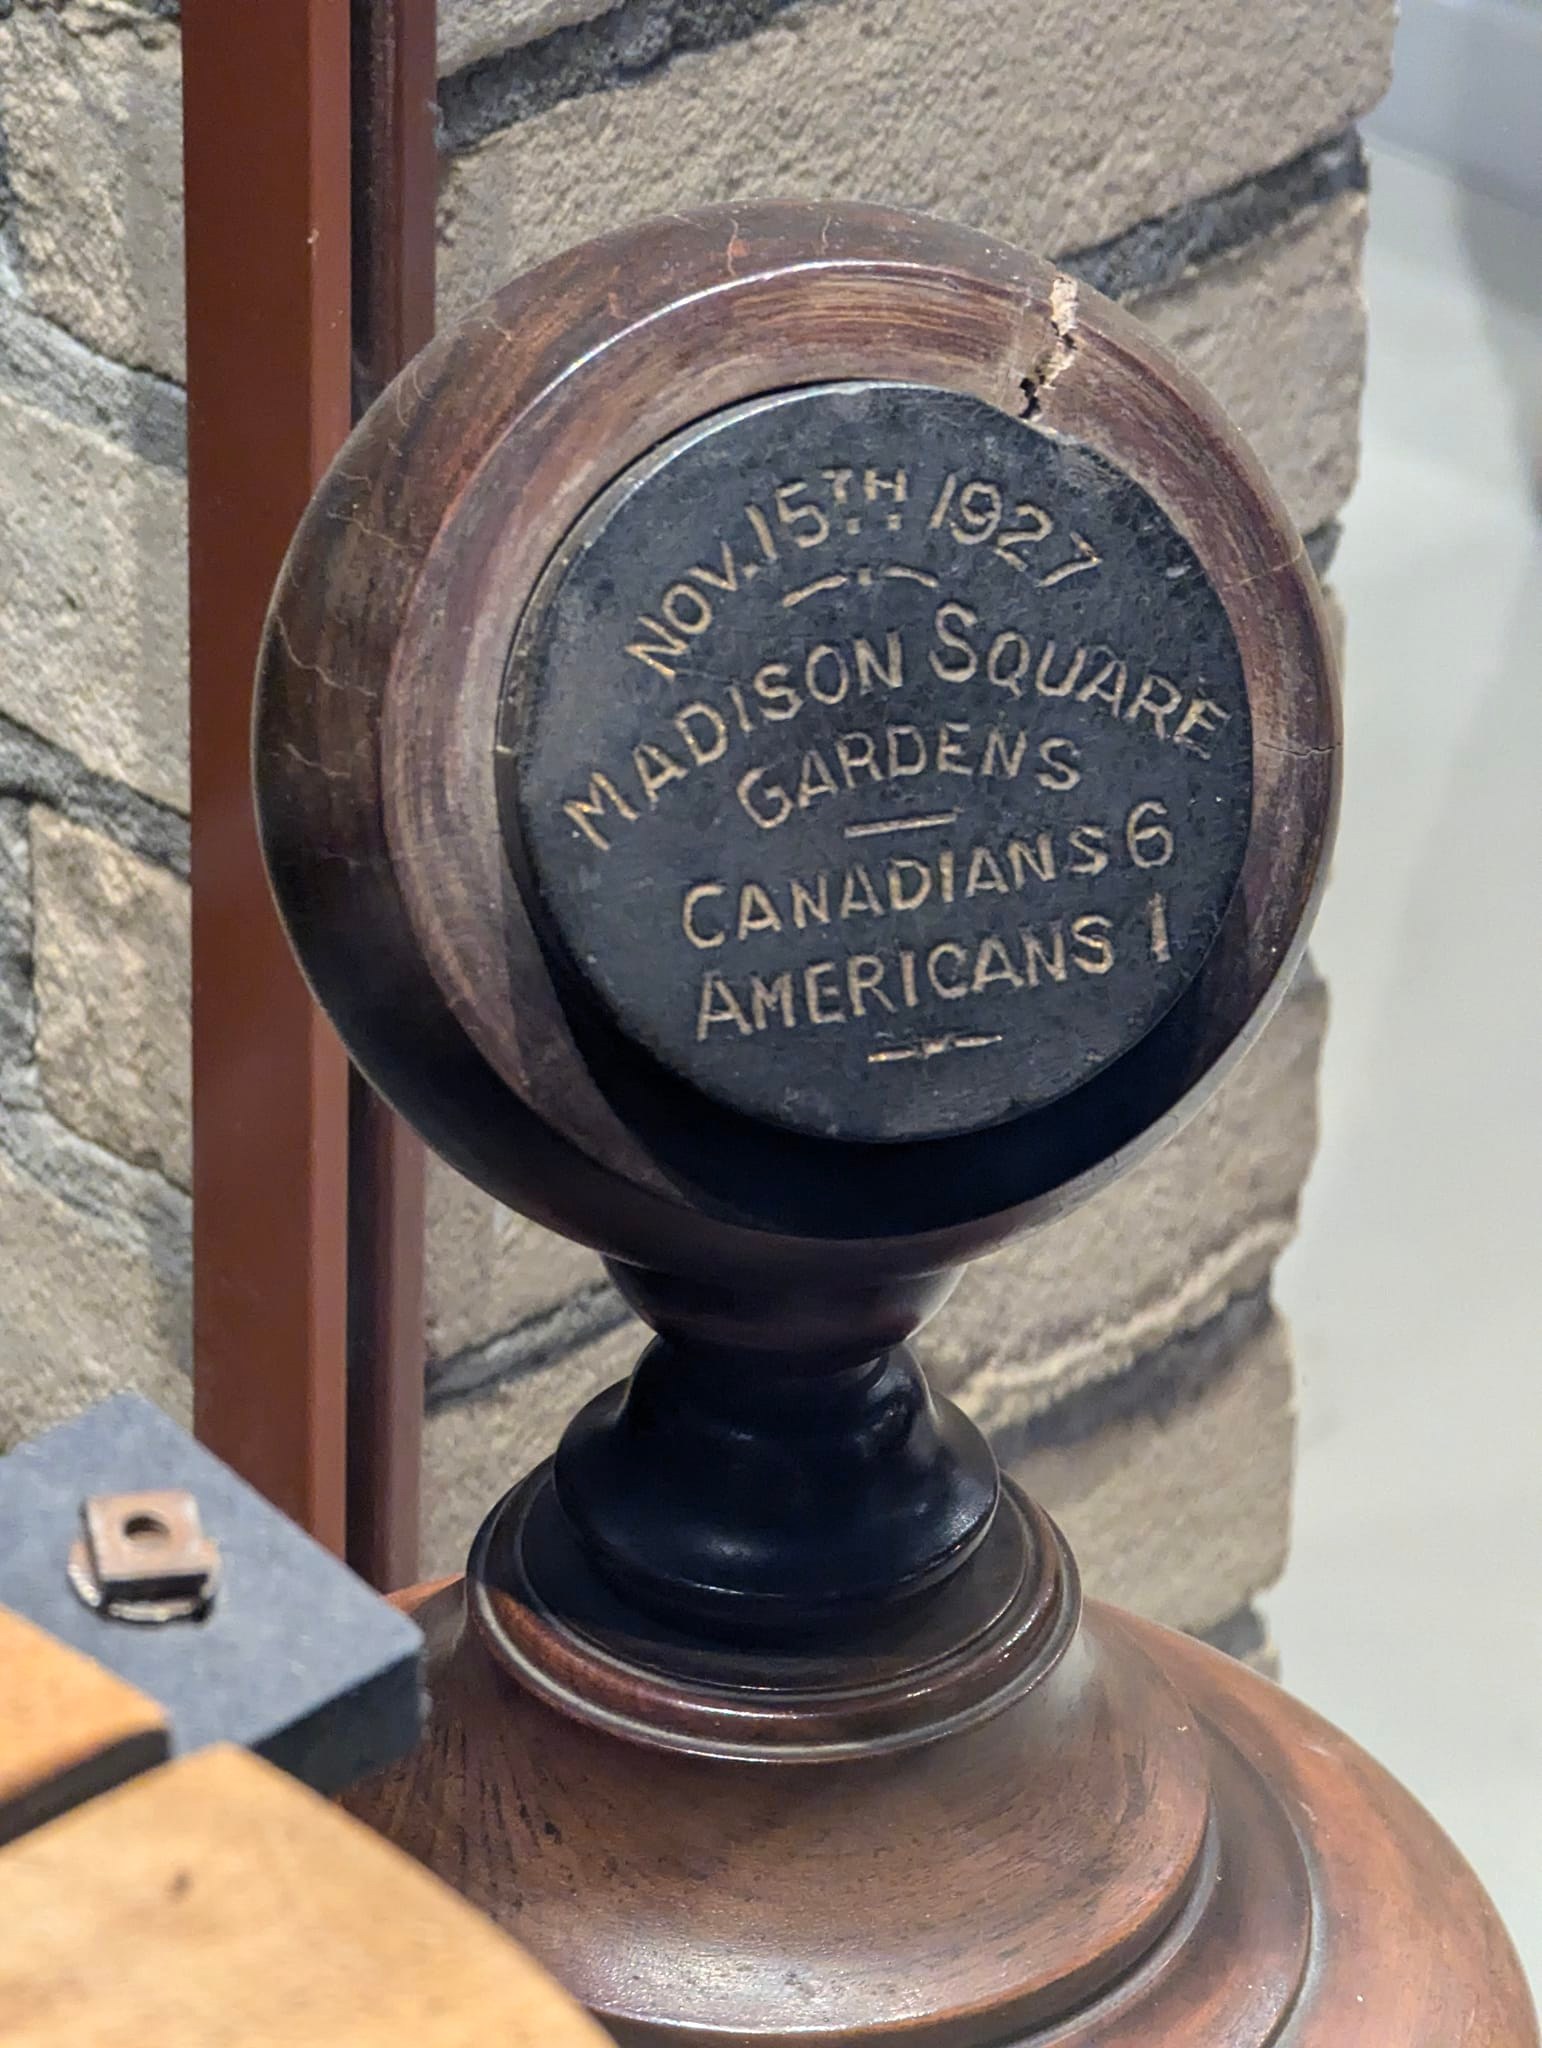 Nov. 15TH 1927
MADISON SQUARE
GARDENS
CANADIANS 6
AMERICANS 1